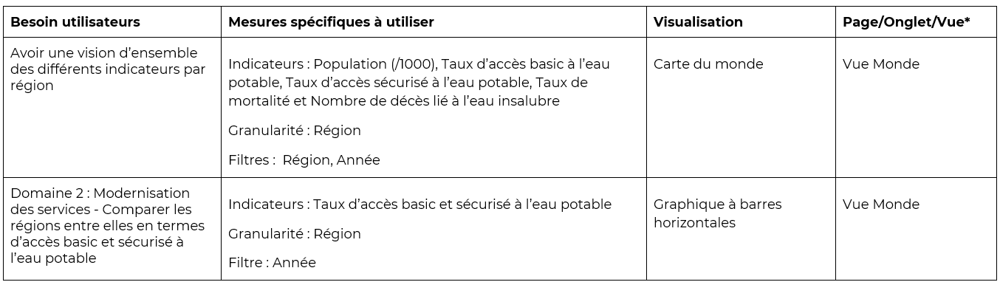 Besoin utilisateurs
Mesures spécifiques à utiliser
Visualisation
Page/Onglet/Vue*
Avoir une vision d’ensemble
des différents indicateurs par
région
Indicateurs : Population (/1000), Taux d’accès basic à l’eau
potable, Taux d’accès sécurisé à l’eau potable, Taux de
mortalité et Nombre de décès lié à l’eau insalubre
Granularité : Région
Filtres :  Région, Année
Carte du monde
Vue Monde
Domaine 2 : Modernisation
des services - Comparer les
régions entre elles en termes
d’accès basic et sécurisé à
l’eau potable
Indicateurs : Taux d’accès basic et sécurisé à l’eau potable
Granularité : Région
Filtre : Année
Graphique à barres
horizontales
Vue Monde